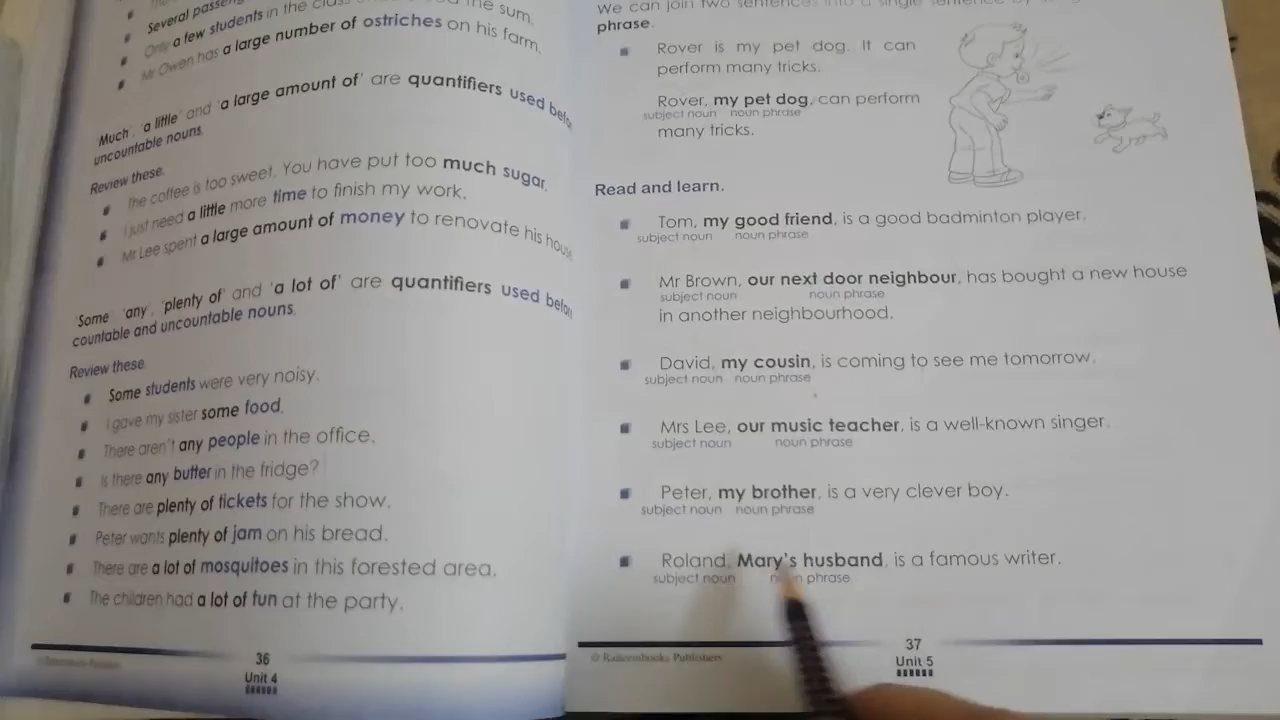 Several
Only a few students in the the sum.
Mr Owen has a large number of ostriches on his farm.
'Much', 'a little' and 'a large amount of' are quantifiers used
uncountable nouns.
Review these.
The coffee is too sweet. You have put too much sugar.
I just need a little more time to finish my work.
Mr Lee spent a large amount of money to renovate his
'Some' 'any', 'plenty of' and 'a lot of' are quantifiers used
countable and uncountable nouns.
Review these
Some students were very noisy.
I gave my sister some food.
There aren't any people in the office.
Is there any butter in the fridge?
There are plenty of tickets for the show.
Peter wants plenty of jam on his bread.
There are a lot of mosquitoes in this forested area.
The children had a lot of fun at the party.
36
Unit 4
We can join two sentences into a single sentence by
phrase.
Rover is my pet dog. It can
perform many tricks.
Rover, my pet dog, can perform
subject noun noun phrase
many tricks.
Read and learn.
Tom, my good friend, is a good badminton player.
subject noun noun phrase
Mr Brown, our next door neighbour, has bought a new house
subject noun noun phrase
in another neighbourhood.
David, my cousin, is coming to see me tomorrow.
subject noun noun phrase
Mrs Lee, our music teacher, is a well-known singer.
subject noun noun phrase
Peter, my brother, is a very clever boy.
subject noun noun phrase
Roland, Mary's husband, is a famous writer.
subject noun noun phrase
© Publishers
37
Unit 5